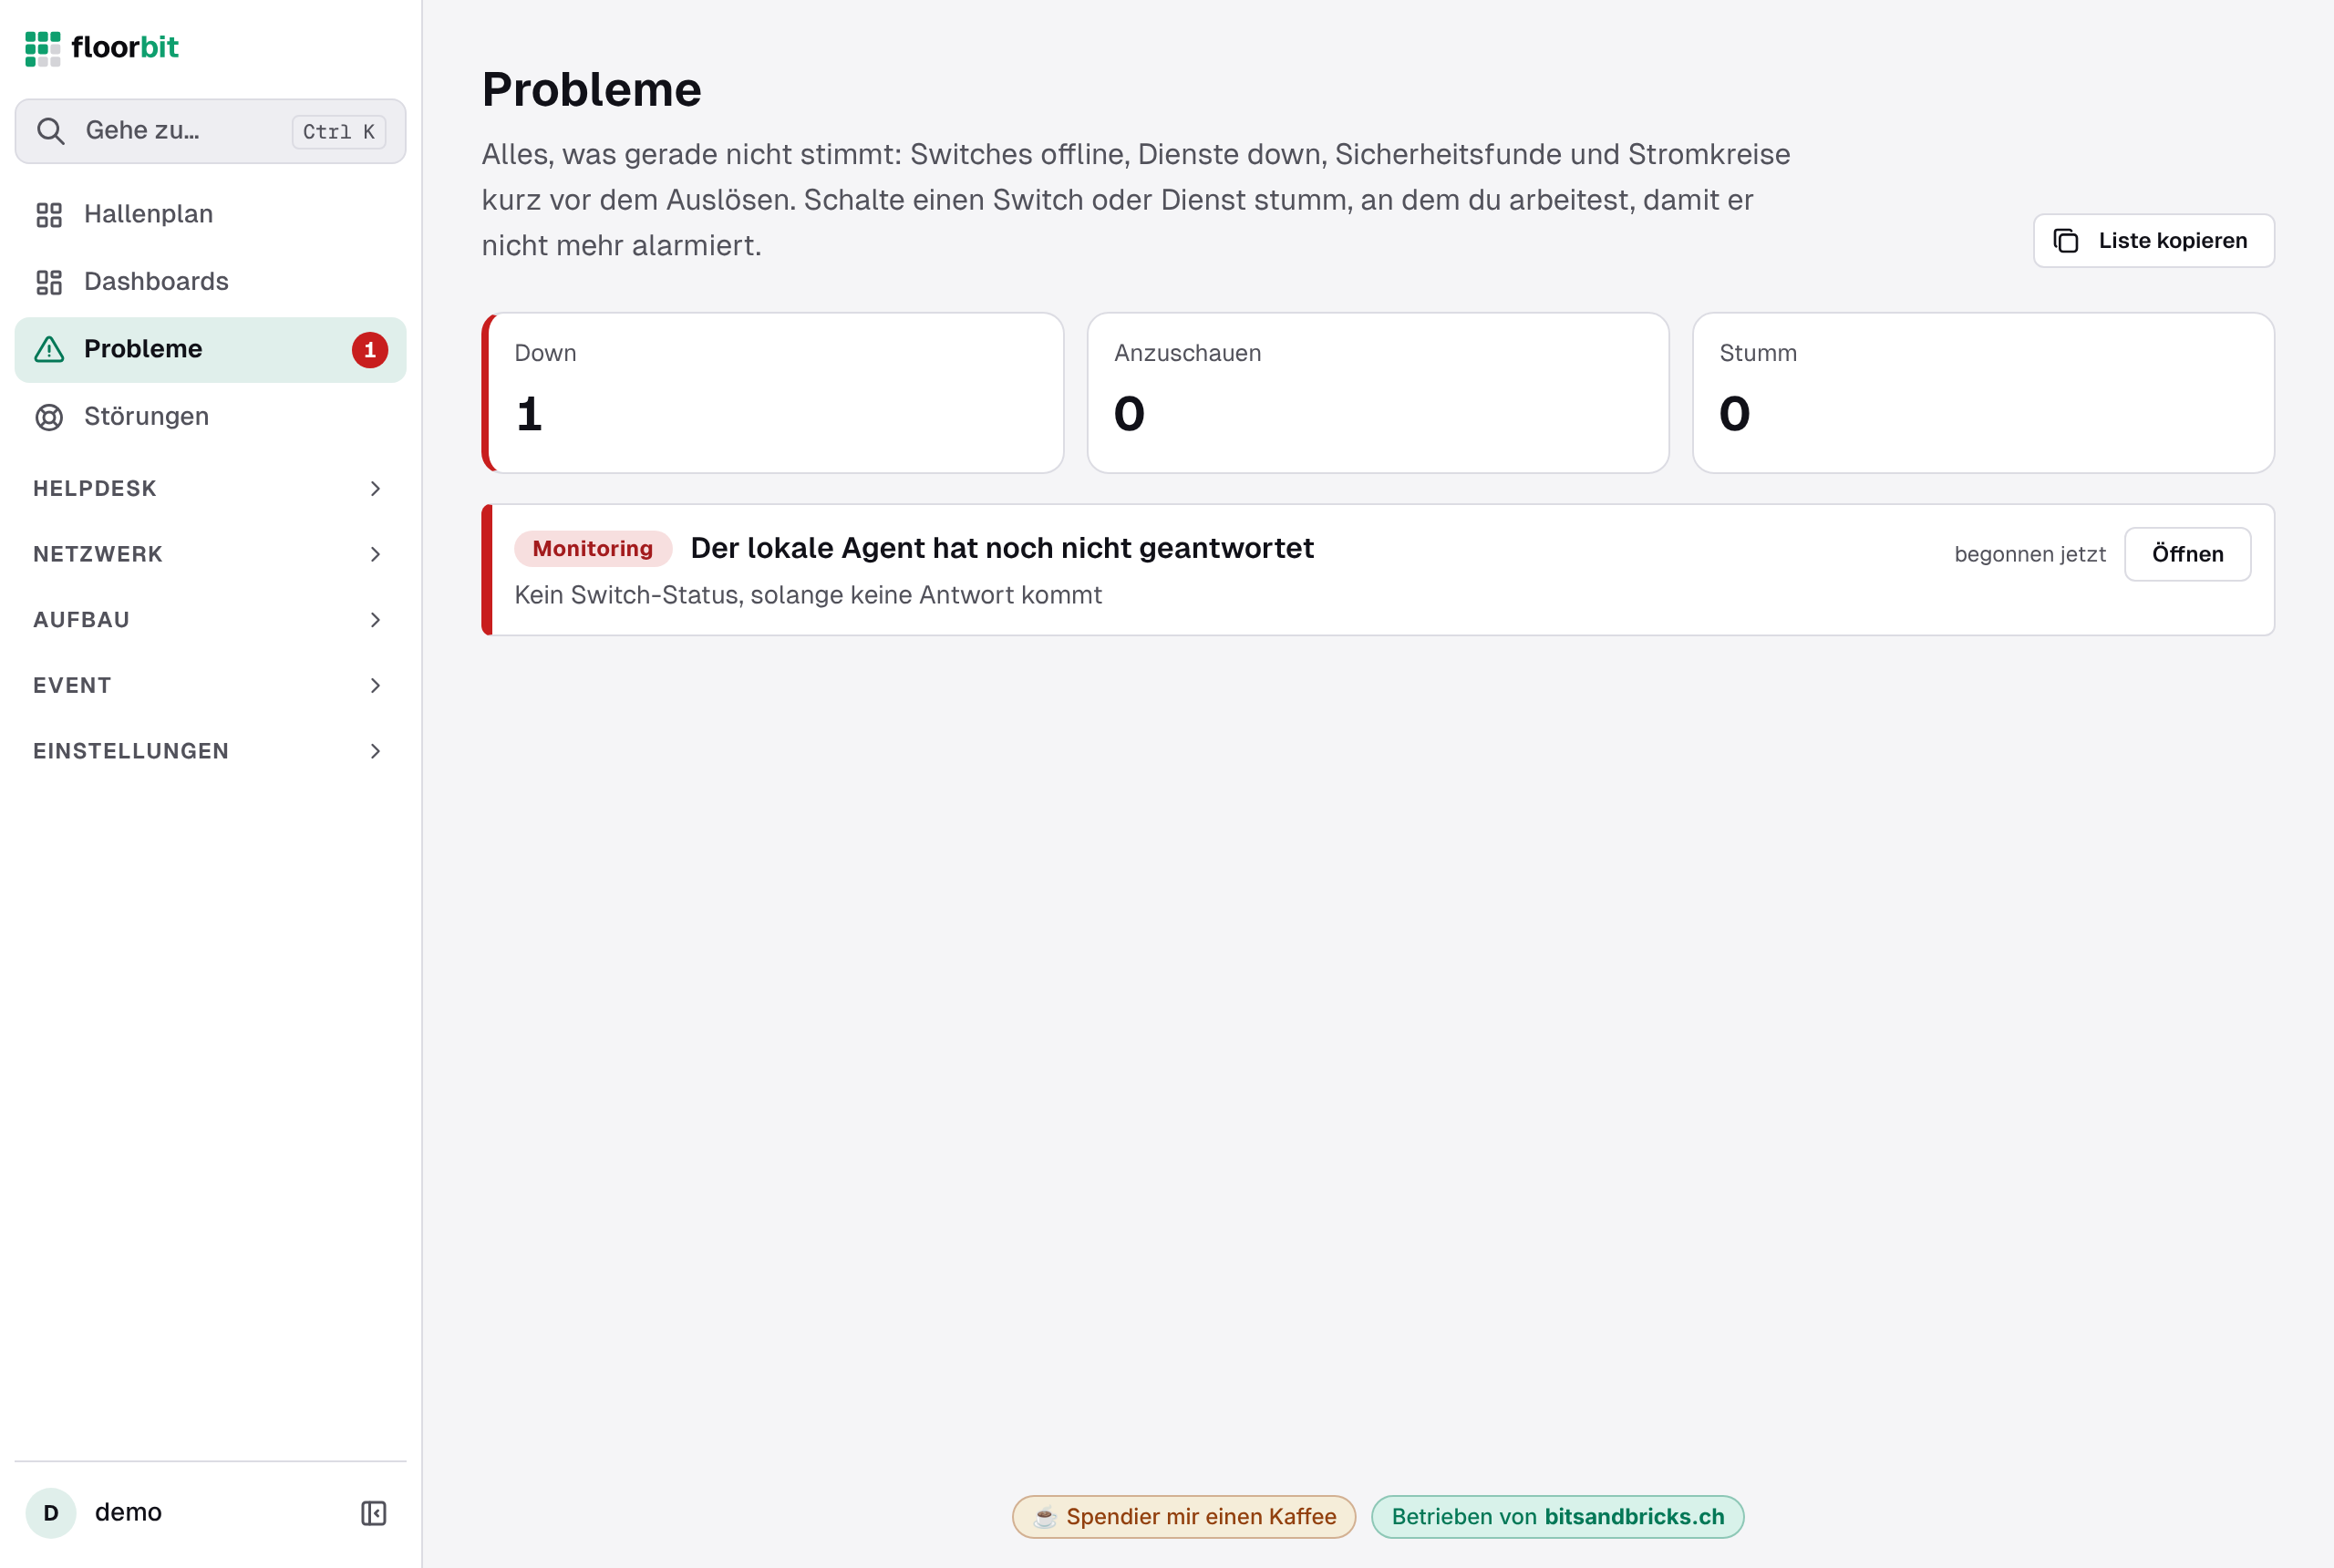 floorbit
Gehe zu...
Ctrl K
Hallenplan
Dashboards
Probleme
1
Störungen
HELPDESK
NETZWERK
AUFBAU
EVENT
EINSTELLUNGEN
D
demo
Probleme
Alles, was gerade nicht stimmt: Switches offline, Dienste down, Sicherheitsfunde und Stromkreise
kurz vor dem Auslösen. Schalte einen Switch oder Dienst stumm, an dem du arbeitest, damit er
nicht mehr alarmiert.
Liste kopieren
Down
1
Anzuschauen
0
Stumm
0
Monitoring
Der lokale Agent hat noch nicht geantwortet
Kein Switch-Status, solange keine Antwort kommt
begonnen jetzt
Öffnen
Spendier mir einen Kaffee
Betrieben von bitsandbricks.ch